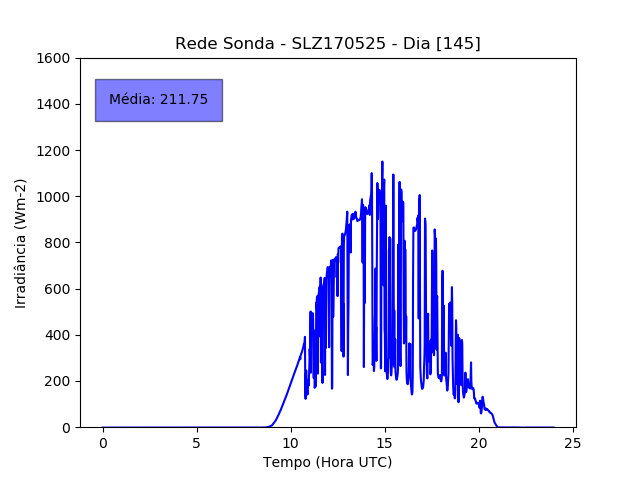 Rede Sonda - SLZ170525 - Dia [145]
Média: 211.75
Irradiância (Wm-2)
1600
1400
1200
1000
800
600
400
200
0
0 5 10 15 20 25
Tempo (Hora UTC)